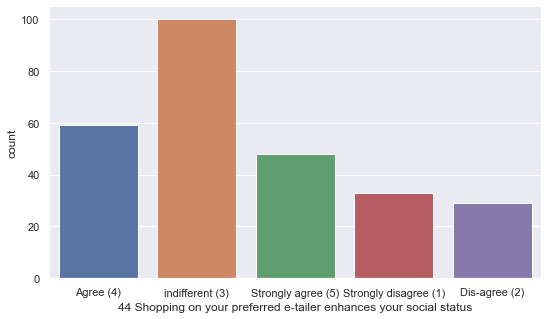 100
80
60
40
20
0
count
Agree (4) indifferent (3) Strongly agree (5) Strongly disagree (1) Dis-agree (2)
44 Shopping on your preferred e-tailer enhances your social status